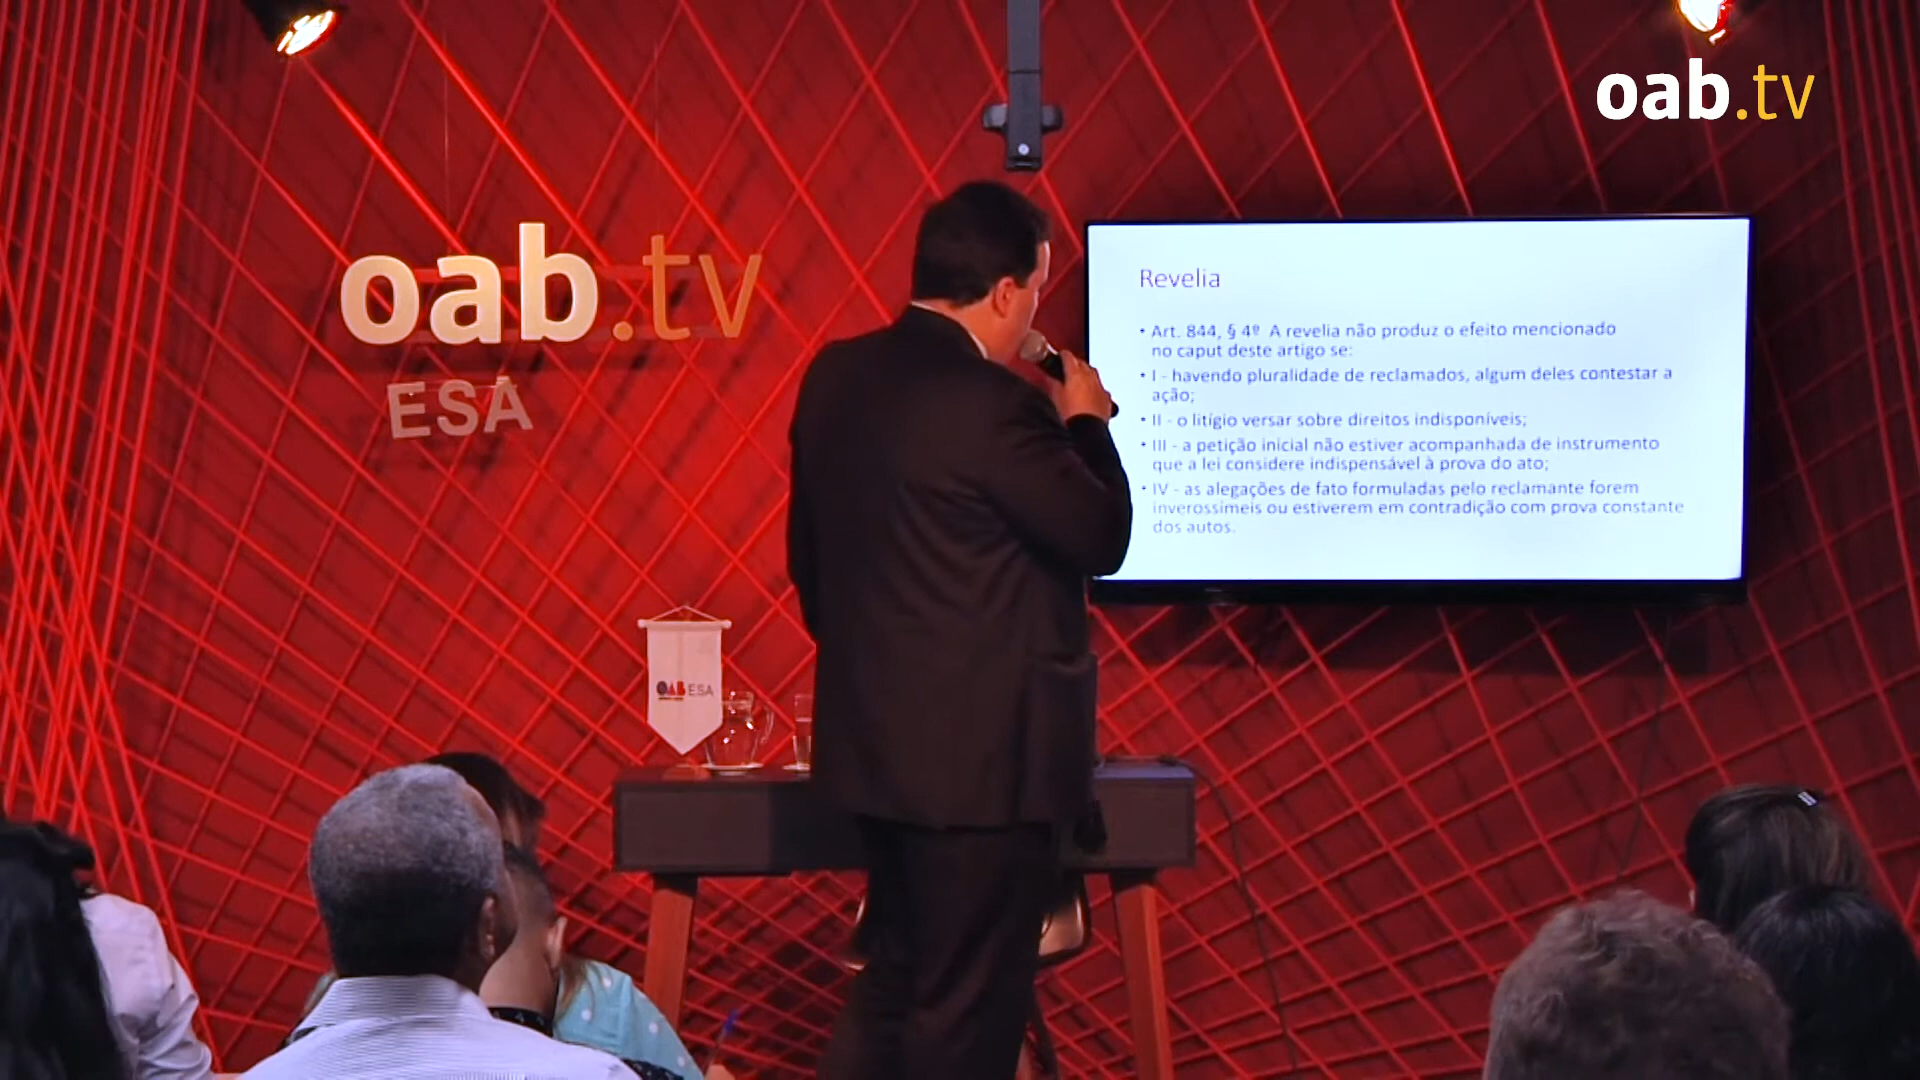 oab.tv
oab.tv
ESA
Revelia
• Art. 844, § 4º A revelia não produz o efeito mencionado
no caput deste artigo se:
• I - havendo pluralidade de reclamados, algum deles contestar a
ação;
• II - o litígio versar sobre direitos indisponíveis;
• III - a petição inicial não estiver acompanhada de instrumento
que a lei considere indispensável à prova do ato;
• IV - as alegações de fato formuladas pelo reclamante forem
inverossímeis ou estiverem em contradição com prova constante
dos autos.
OAB ESA